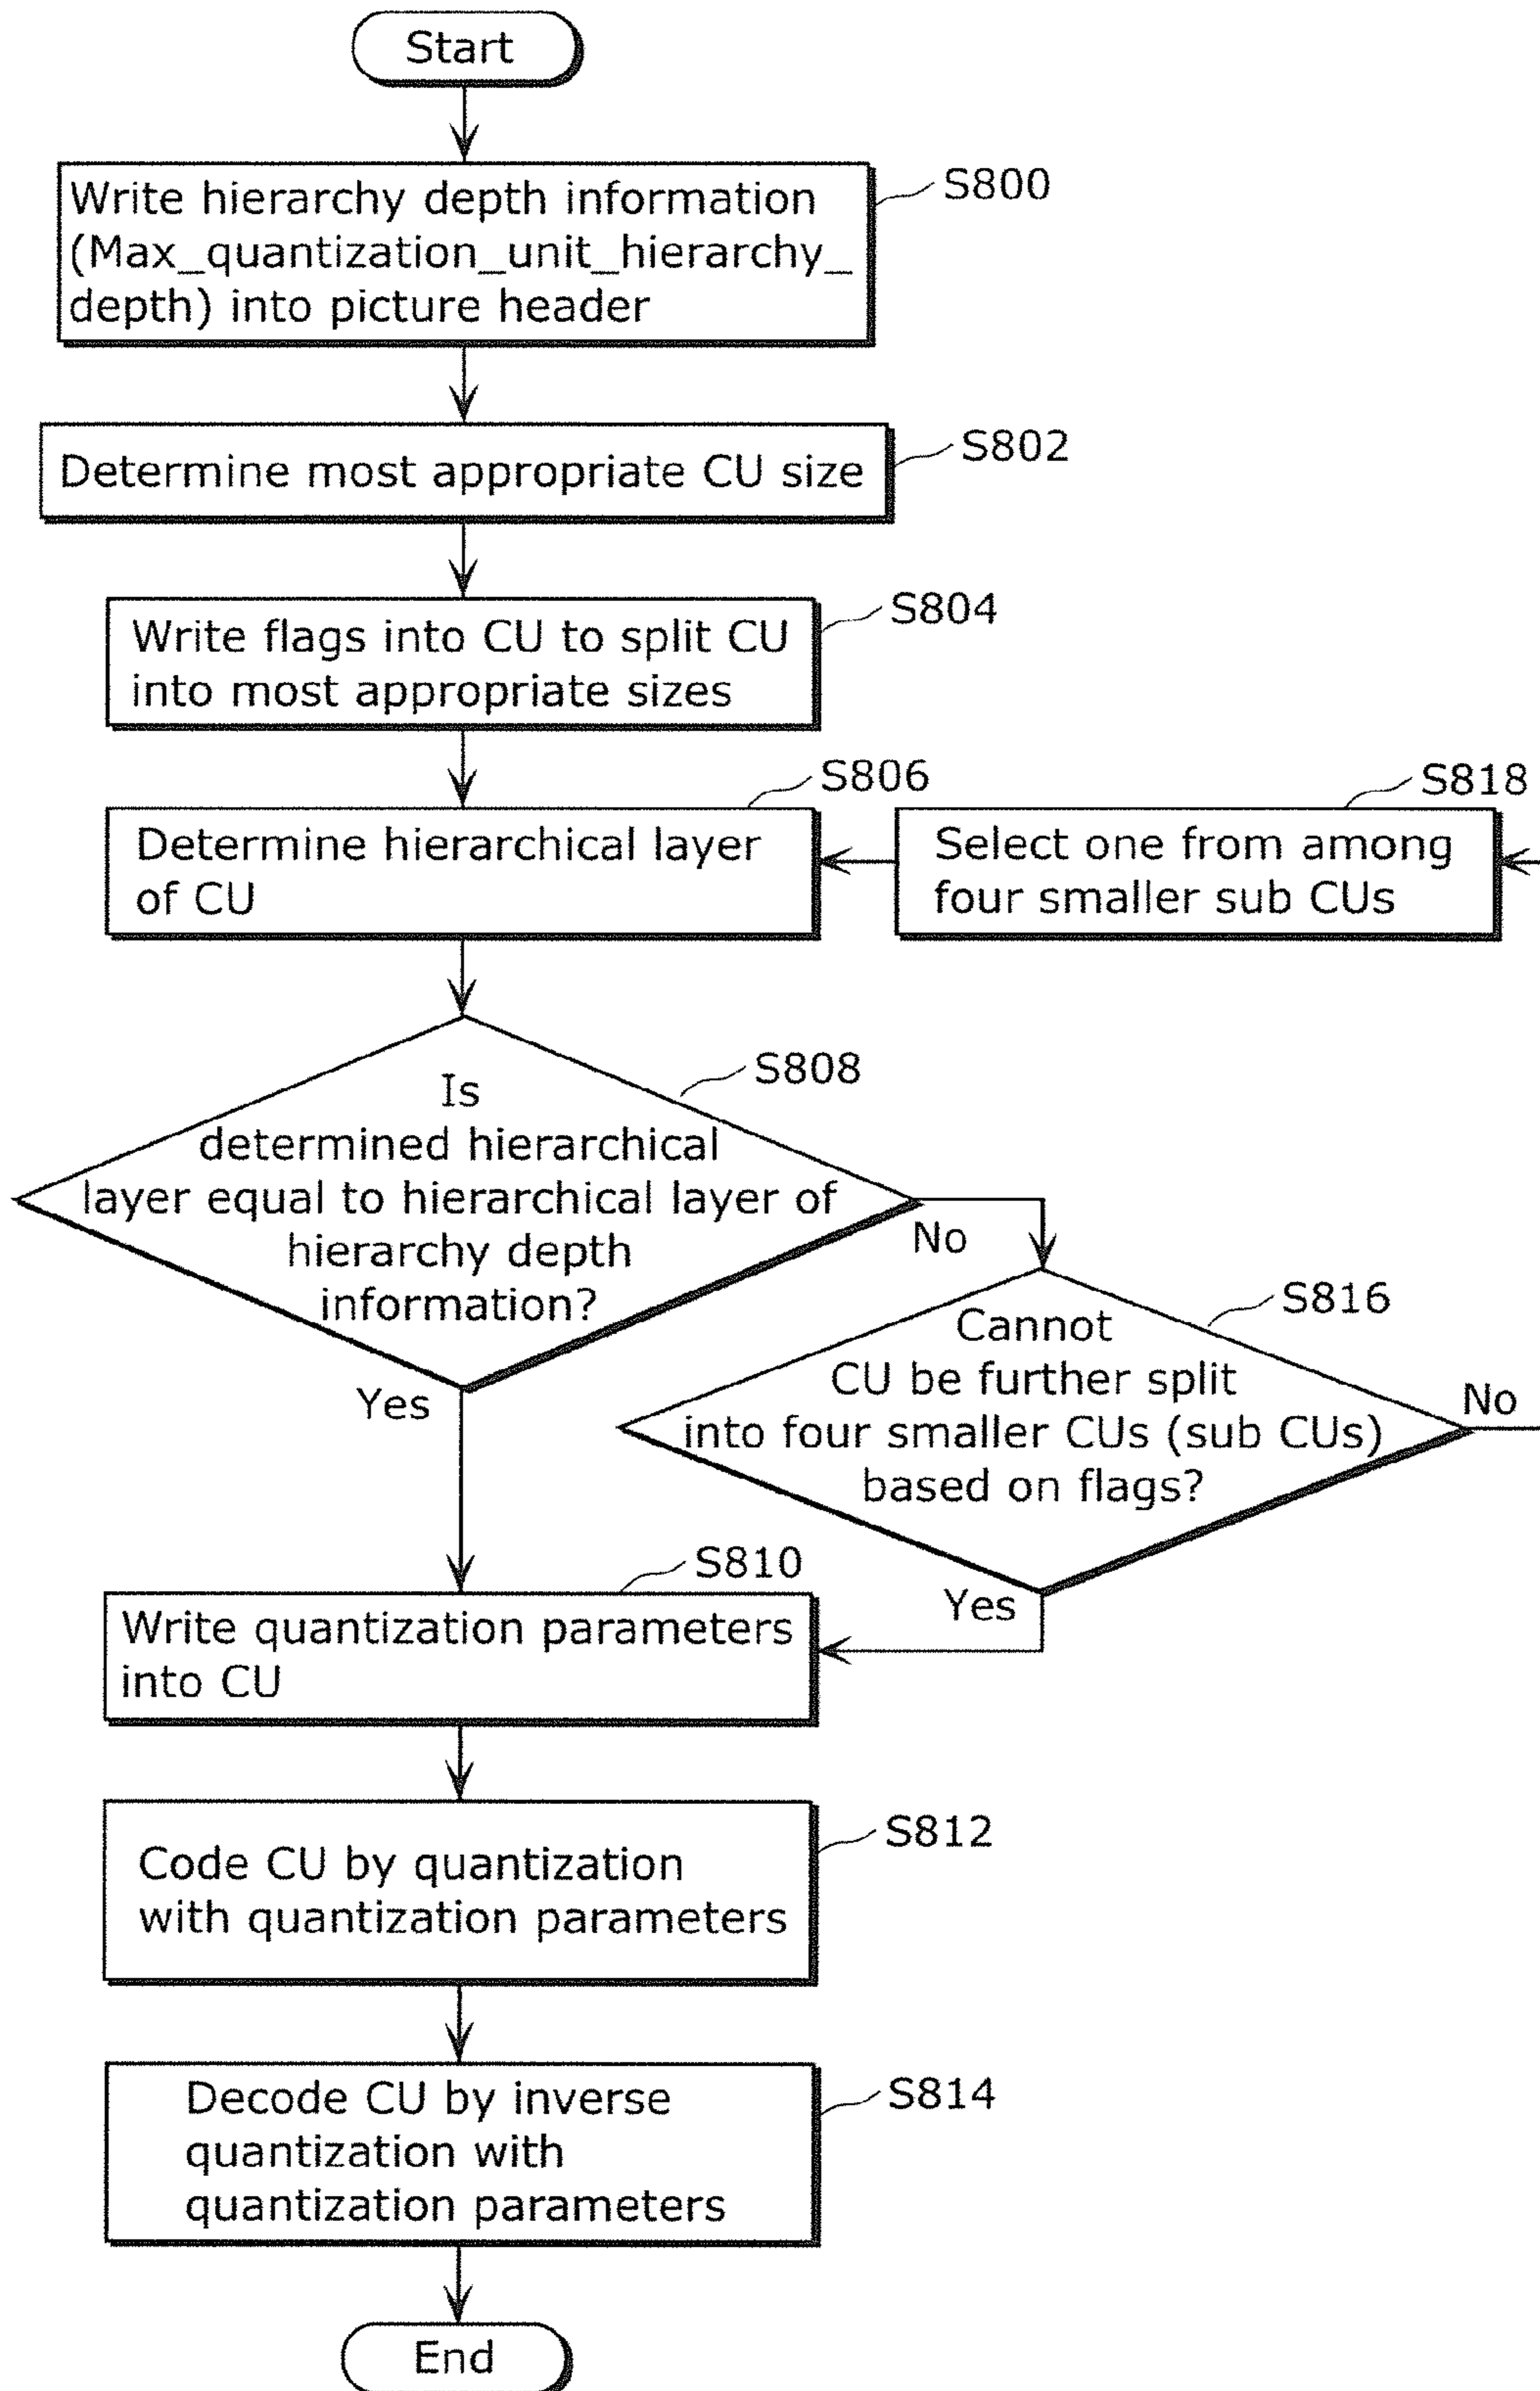 Start
Write hierarchy depth information
(Max_quantization_unit_hierarchy_
depth) into picture header
S800
Determine most appropriate CU size
S802
Write flags into CU to split CU
into most appropriate sizes
S804
Determine hierarchical layer
of CU
S806
Select one from among
four smaller sub CUs
S818
Is
determined hierarchical
layer equal to hierarchical layer of
hierarchy depth
information?
S808
No
Yes
Cannot
CU be further split
into four smaller CUs (sub CUs)
based on flags?
S816
No
Yes
Write quantization parameters
into CU
S810
Code CU by quantization
with quantization parameters
S812
Decode CU by inverse
quantization with
quantization parameters
S814
End